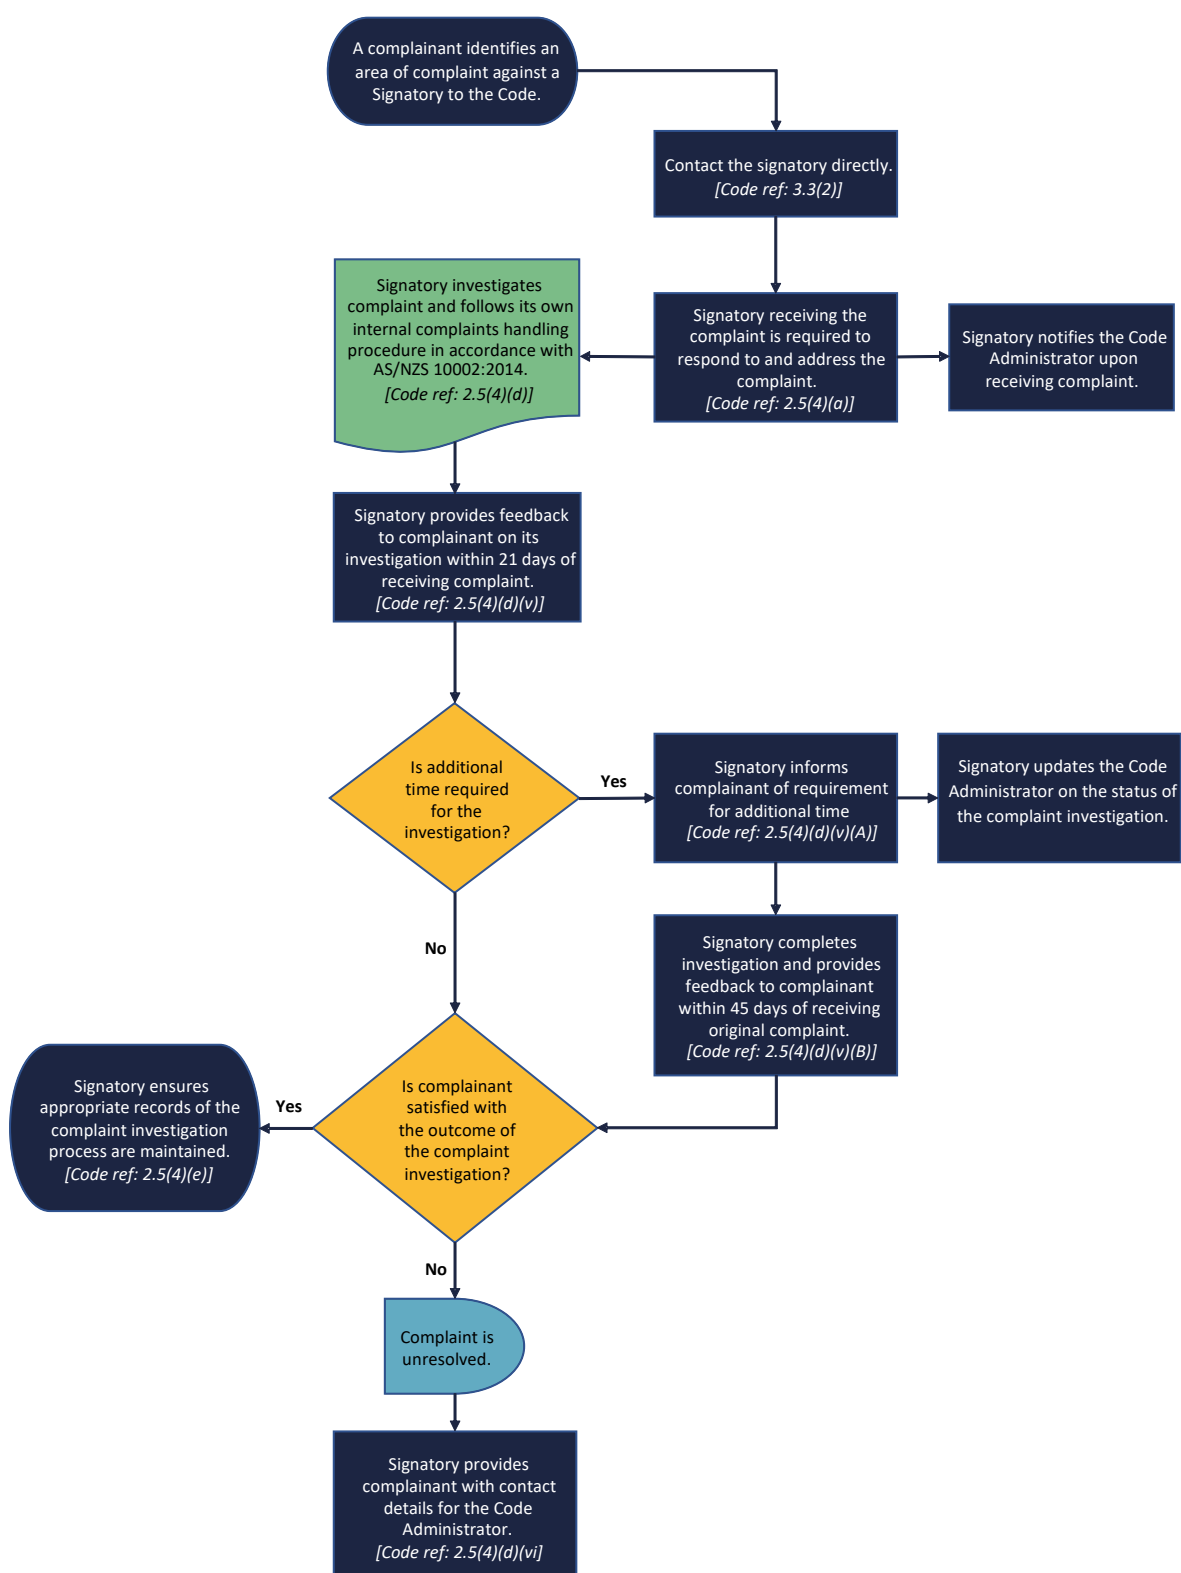 A complainant identifies an
area of complaint against a
Signatory to the Code.
Contact the signatory directly.
[Code ref: 3.3(2)]
Signatory investigates
complaint and follows its own
internal complaints handling
procedure in accordance with
AS/NZS 10002:2014.
[Code ref: 2.5(4)(d)]
Signatory receiving the
complaint is required to
respond to and address the
complaint.
[Code ref: 2.5(4)(a)]
Signatory notifies the Code
Administrator upon
receiving complaint.
Signatory provides feedback
to complainant on its
investigation within 21 days of
receiving complaint.
[Code ref: 2.5(4)(d)(v)]
Is additional
time required
for the
investigation?
Yes
Signatory informs
complainant of requirement
for additional time
[Code ref: 2.5(4)(d)(v)(A)]
Signatory updates the Code
Administrator on the status of
the complaint investigation.
No
Signatory completes
investigation and provides
feedback to complainant
within 45 days of receiving
original complaint.
[Code ref: 2.5(4)(d)(v)(B)]
Is complainant
satisfied with
the outcome of
the complaint
investigation?
Yes
Signatory ensures
appropriate records of the
complaint investigation
process are maintained.
[Code ref: 2.5(4)(e)]
No
Complaint is
unresolved.
Signatory provides
complainant with contact
details for the Code
Administrator.
[Code ref: 2.5(4)(d)(vi]